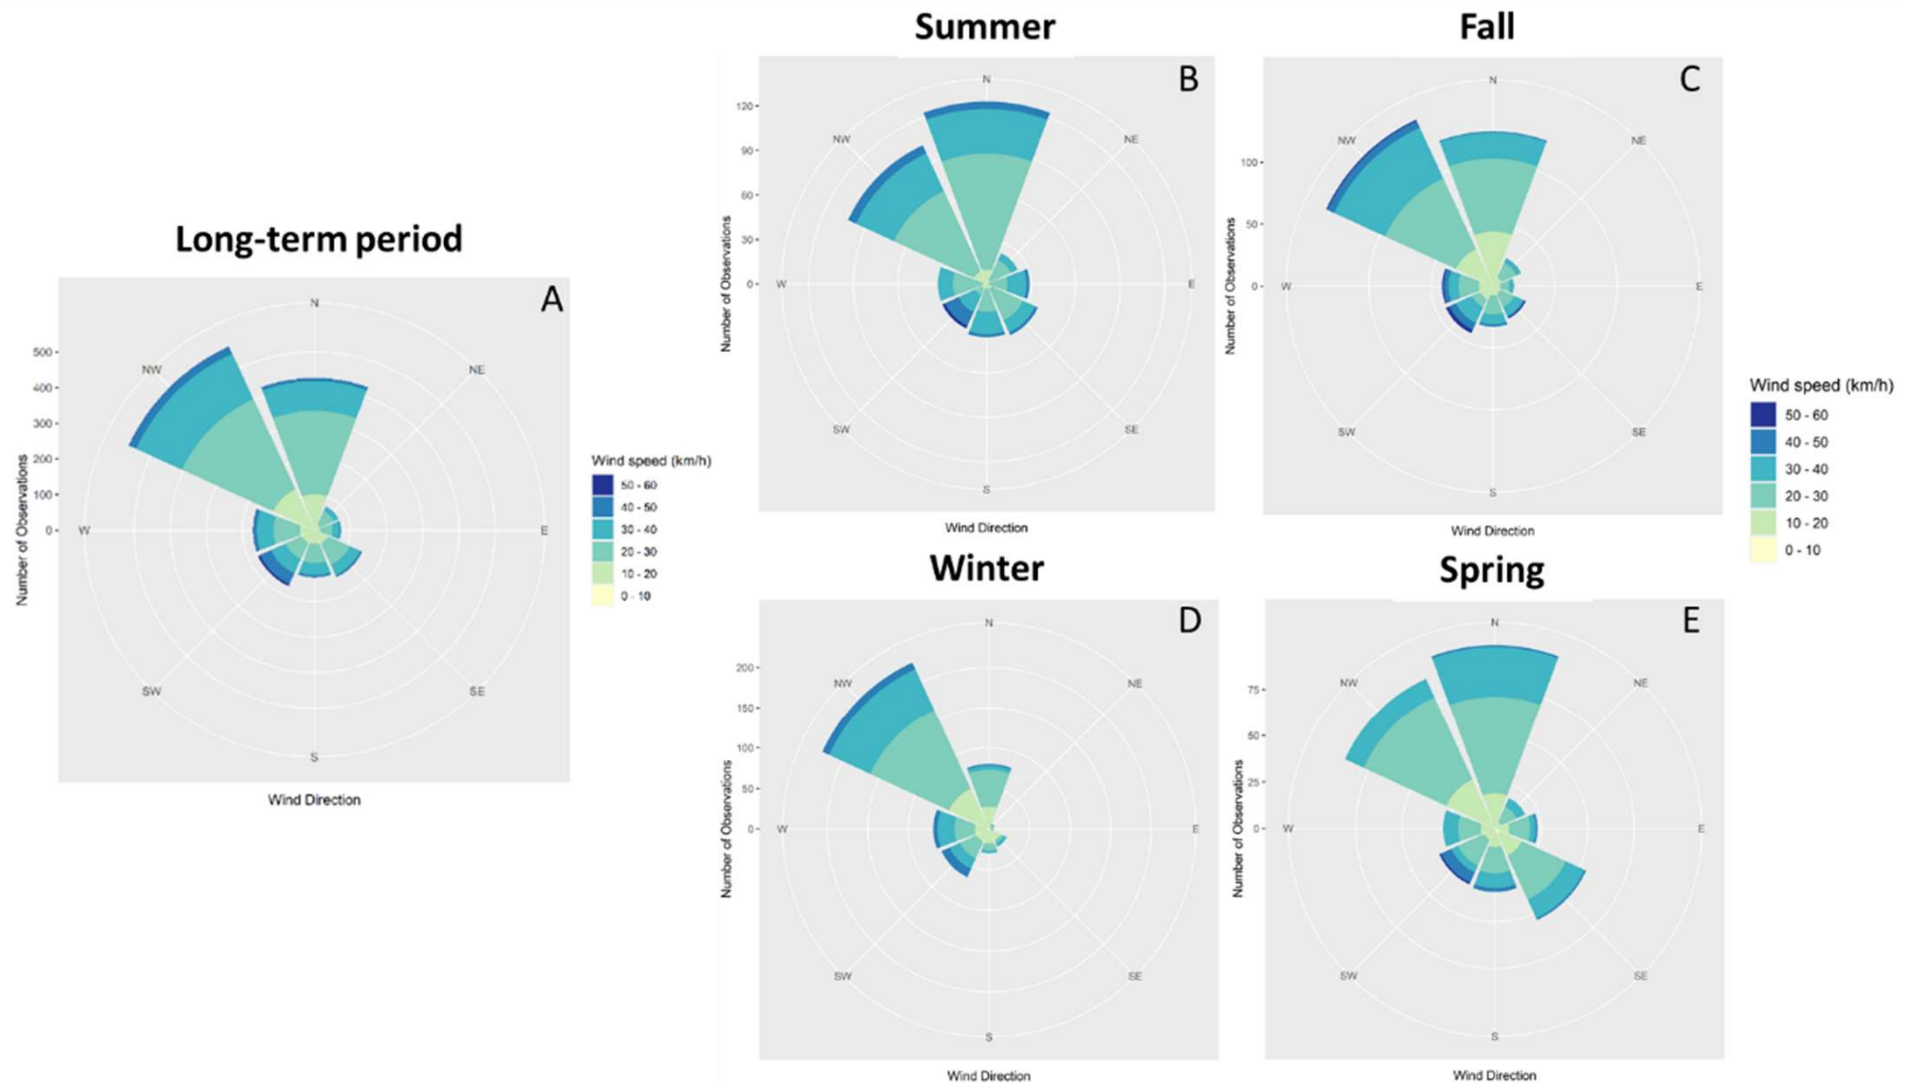 Long-term period
A
N
NE
E
SE
S
SW
W
NW
500
400
300
200
100
0
Number of Observations
Wind Direction
Wind speed (km/h)
50 - 60
40 - 50
30 - 40
20 - 30
10 - 20
0 - 10
Summer
B
N
NE
E
SE
S
SW
W
NW
120
90
60
30
0
Number of Observations
Wind Direction
Fall
C
N
NE
E
SE
S
SW
W
NW
100
50
0
Number of Observations
Wind Direction
Winter
D
N
NE
E
SE
S
SW
W
NW
200
150
100
50
0
Number of Observations
Wind Direction
Spring
E
N
NE
E
SE
S
SW
W
NW
75
50
25
0
Number of Observations
Wind Direction
Wind speed (km/h)
50 - 60
40 - 50
30 - 40
20 - 30
10 - 20
0 - 10